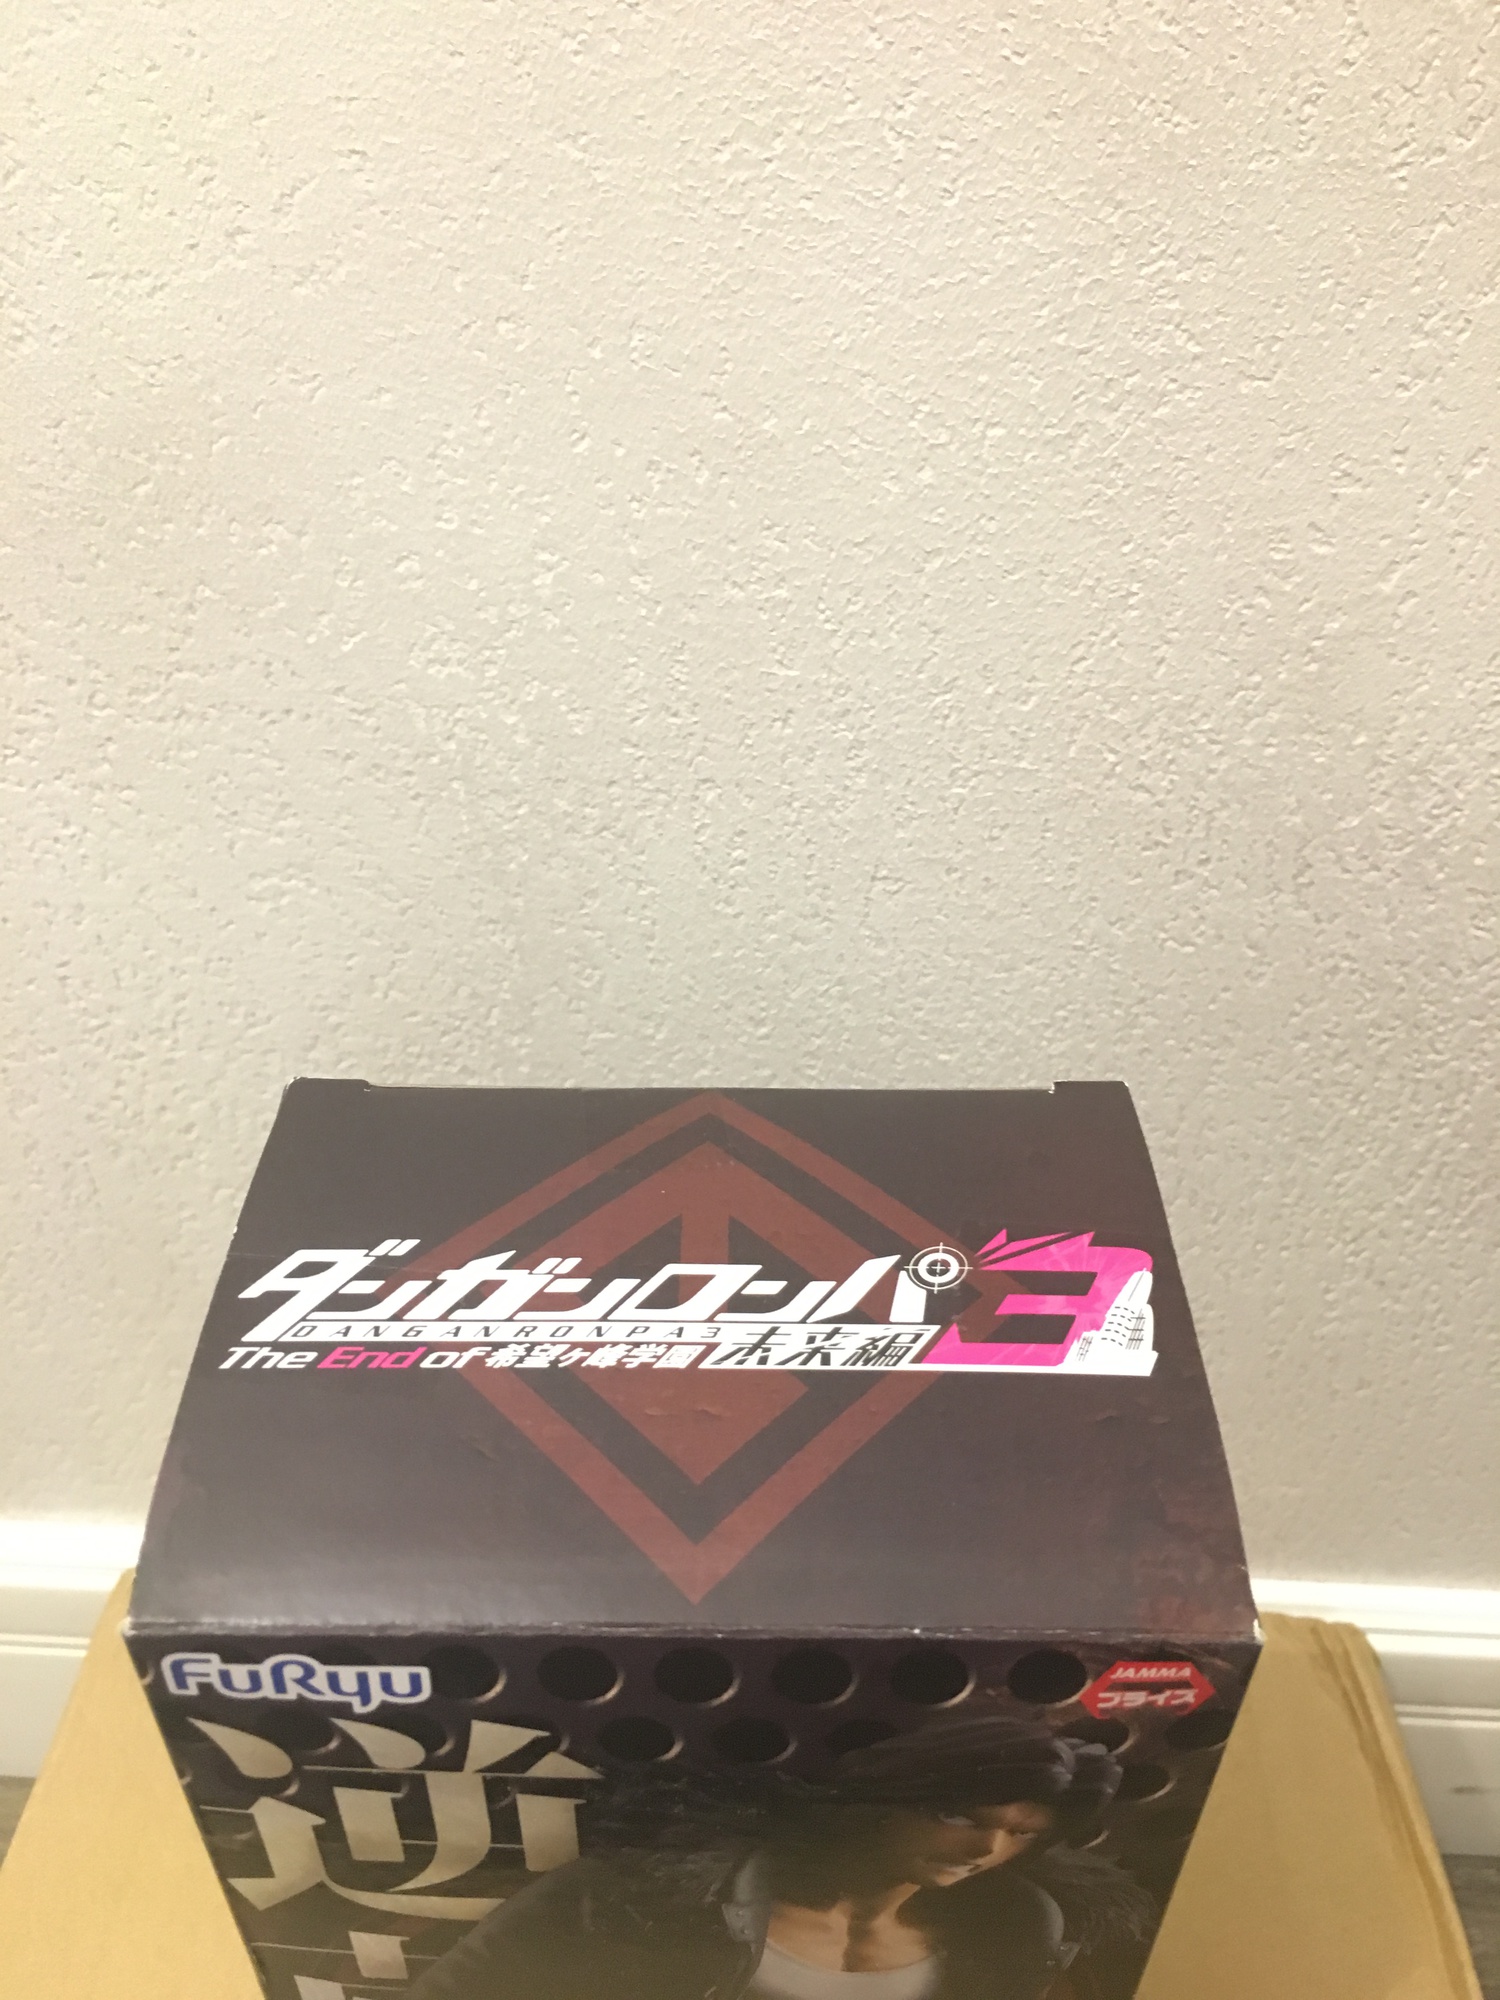 ダンガンロンパ3
DANGANRONPA3
The End of 希望ヶ峰学園 未来編
FuRyu
JAMMA
プライズ
逆